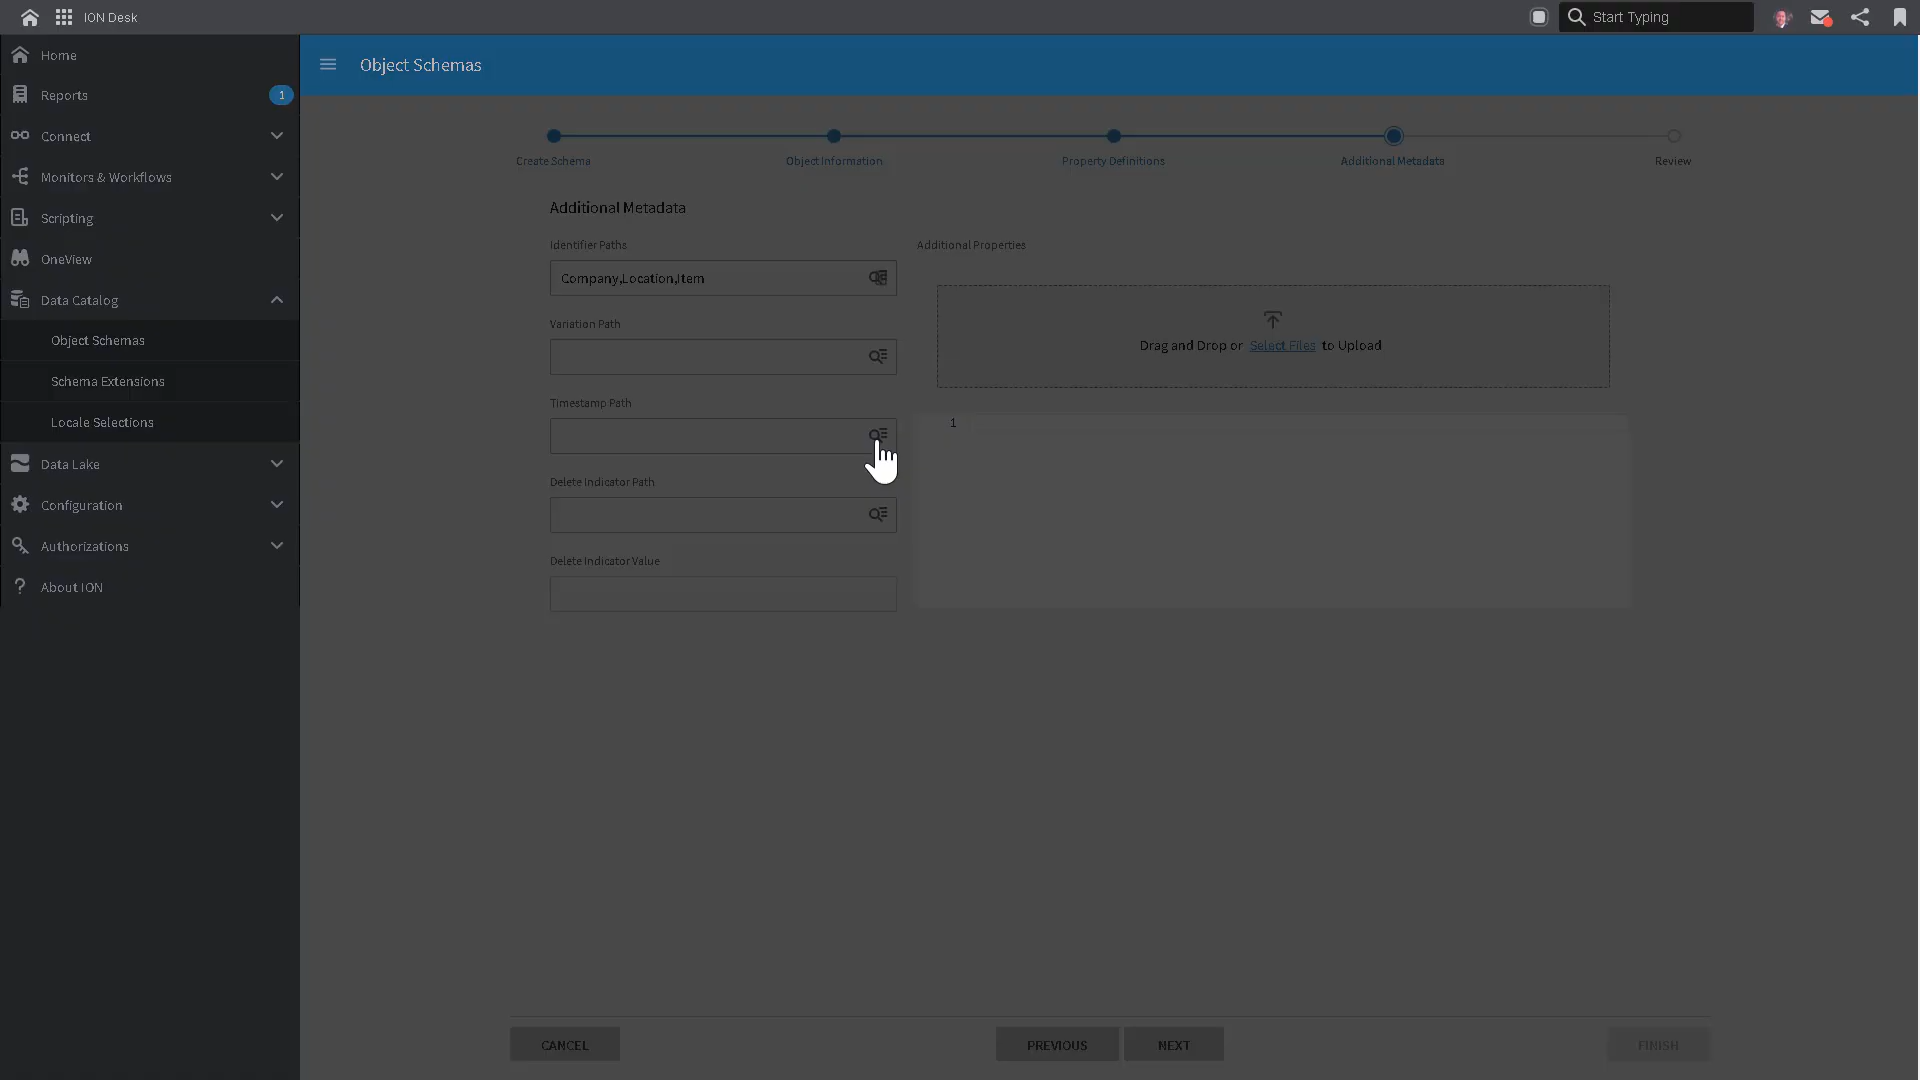 ION Desk
Start Typing
Home
Reports
1
Connect
Monitors & Workflows
Scripting
OneView
Data Catalog
Object Schemas
Schema Extensions
Locale Selections
Data Lake
Configuration
Authorizations
About ION
Object Schemas
Create Schema
Object Information
Property Definitions
Additional Metadata
Review
Additional Metadata
Identifier Paths
Company,Location,Item
Variation Path
Timestamp Path
Delete Indicator Path
Delete Indicator Value
Additional Properties
Drag and Drop or Select Files to Upload
1
CANCEL
PREVIOUS
NEXT
FINISH